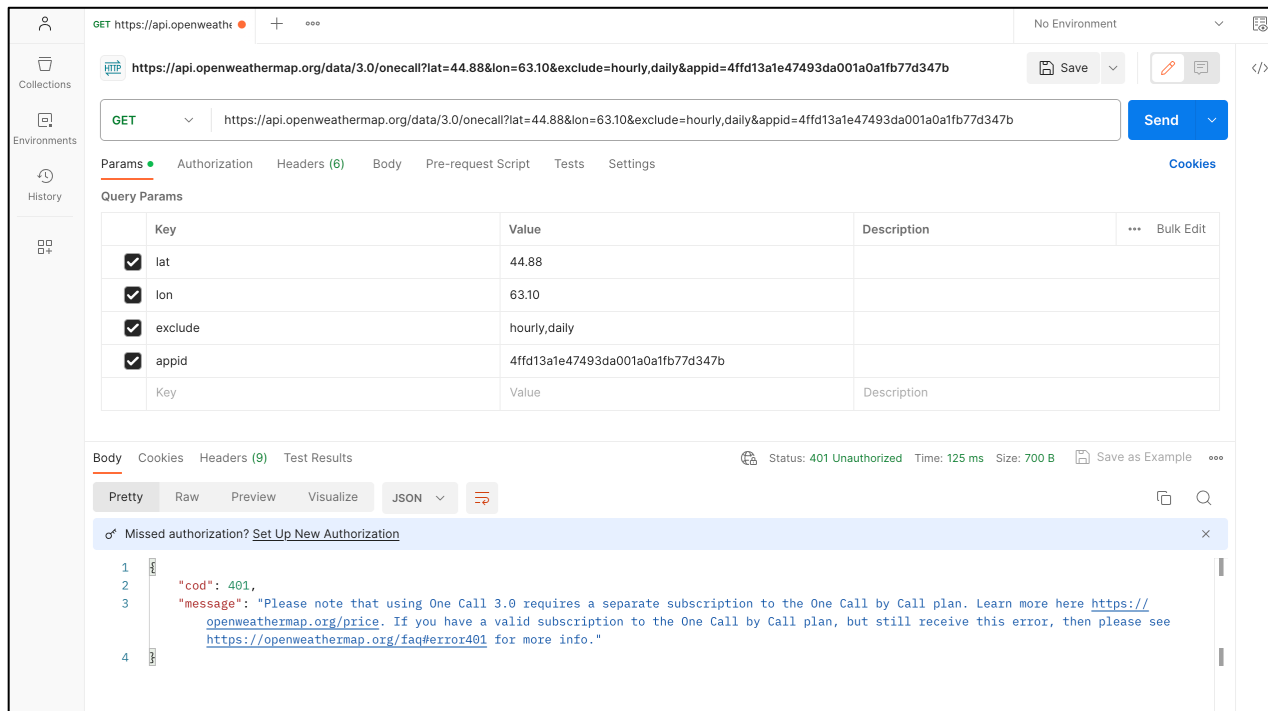 GET https://api.openweathe
No Environment
https://api.openweathermap.org/data/3.0/onecall?lat=44.88&lon=63.10&exclude=hourly,daily&appid=4ffd13a1e47493da001a0a1fb77d347b
Save
Collections
GET
https://api.openweathermap.org/data/3.0/onecall?lat=44.88&lon=63.10&exclude=hourly,daily&appid=4ffd13a1e47493da001a0a1fb77d347b
Send
Environments
Params Authorization Headers (6) Body Pre-request Script Tests Settings Cookies
History
Query Params
Key Value Description Bulk Edit
lat 44.88
lon 63.10
exclude hourly,daily
appid 4ffd13a1e47493da001a0a1fb77d347b
Key Value Description
Body Cookies Headers (9) Test Results Status: 401 Unauthorized Time: 125 ms Size: 700 B Save as Example
Pretty Raw Preview Visualize JSON
Missed authorization? Set Up New Authorization
1 {
2 "cod": 401,
3 "message": "Please note that using One Call 3.0 requires a separate subscription to the One Call by Call plan. Learn more here https://
openweathermap.org/price. If you have a valid subscription to the One Call by Call plan, but still receive this error, then please see
https://openweathermap.org/faq#error401 for more info."
4 }